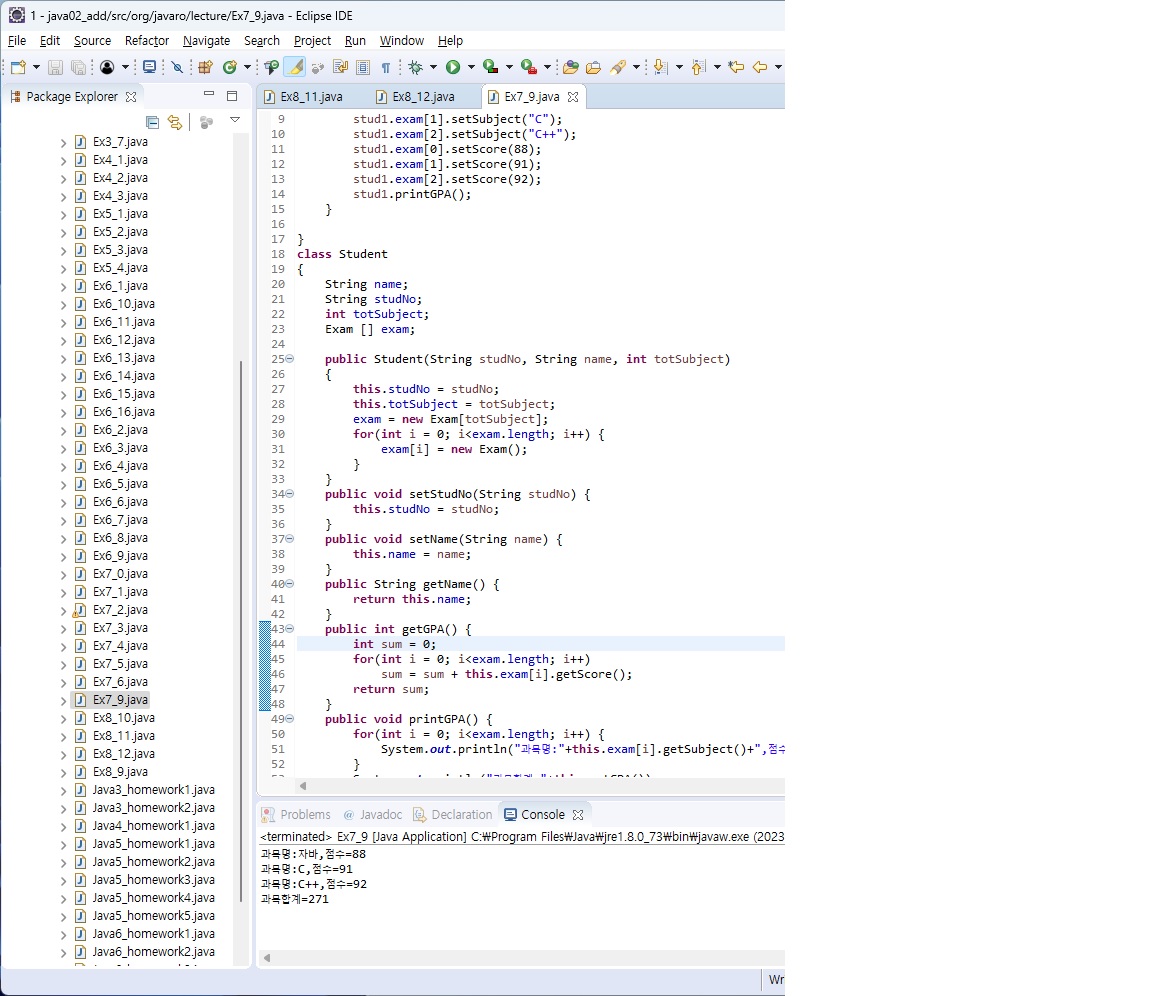 1 - java02_add/src/org/javaro/lecture/Ex7_9.java - Eclipse IDE
File Edit Source Refactor Navigate Search Project Run Window Help
Package Explorer
Ex3_7.java
Ex4_1.java
Ex4_2.java
Ex4_3.java
Ex5_1.java
Ex5_2.java
Ex5_3.java
Ex5_4.java
Ex6_1.java
Ex6_10.java
Ex6_11.java
Ex6_12.java
Ex6_13.java
Ex6_14.java
Ex6_15.java
Ex6_16.java
Ex6_2.java
Ex6_3.java
Ex6_4.java
Ex6_5.java
Ex6_6.java
Ex6_7.java
Ex6_8.java
Ex6_9.java
Ex7_0.java
Ex7_1.java
Ex7_2.java
Ex7_3.java
Ex7_4.java
Ex7_5.java
Ex7_6.java
Ex7_9.java
Ex8_10.java
Ex8_11.java
Ex8_12.java
Ex8_9.java
Java3_homework1.java
Java3_homework2.java
Java4_homework1.java
Java5_homework1.java
Java5_homework2.java
Java5_homework3.java
Java5_homework4.java
Java5_homework5.java
Java6_homework1.java
Java6_homework2.java
Ex8_11.java Ex8_12.java Ex7_9.java
9 stud1.exam[1].setSubject("C");
10 stud1.exam[2].setSubject("C++");
11 stud1.exam[0].setScore(88);
12 stud1.exam[1].setScore(91);
13 stud1.exam[2].setScore(92);
14 stud1.printGPA();
15 }
16
17 }
18 class Student
19 {
20 String name;
21 String studNo;
22 int totSubject;
23 Exam [] exam;
24
25 public Student(String studNo, String name, int totSubject)
26 {
27 this.studNo = studNo;
28 this.totSubject = totSubject;
29 exam = new Exam[totSubject];
30 for(int i = 0; i<exam.length; i++) {
31 exam[i] = new Exam();
32 }
33 }
34 public void setStudNo(String studNo) {
35 this.studNo = studNo;
36 }
37 public void setName(String name) {
38 this.name = name;
39 }
40 public String getName() {
41 return this.name;
42 }
43 public int getGPA() {
44 int sum = 0;
45 for(int i = 0; i<exam.length; i++)
46 sum = sum + this.exam[i].getScore();
47 return sum;
48 }
49 public void printGPA() {
50 for(int i = 0; i<exam.length; i++) {
51 System.out.println("과목명:"+this.exam[i].getSubject()+",점수
52 }
Problems @ Javadoc Declaration Console
<terminated> Ex7_9 [Java Application] C:₩Program Files₩Java₩jre1.8.0_73₩bin₩javaw.exe (2023
과목명:자바,점수=88
과목명:C,점수=91
과목명:C++,점수=92
과목합계=271
Wr